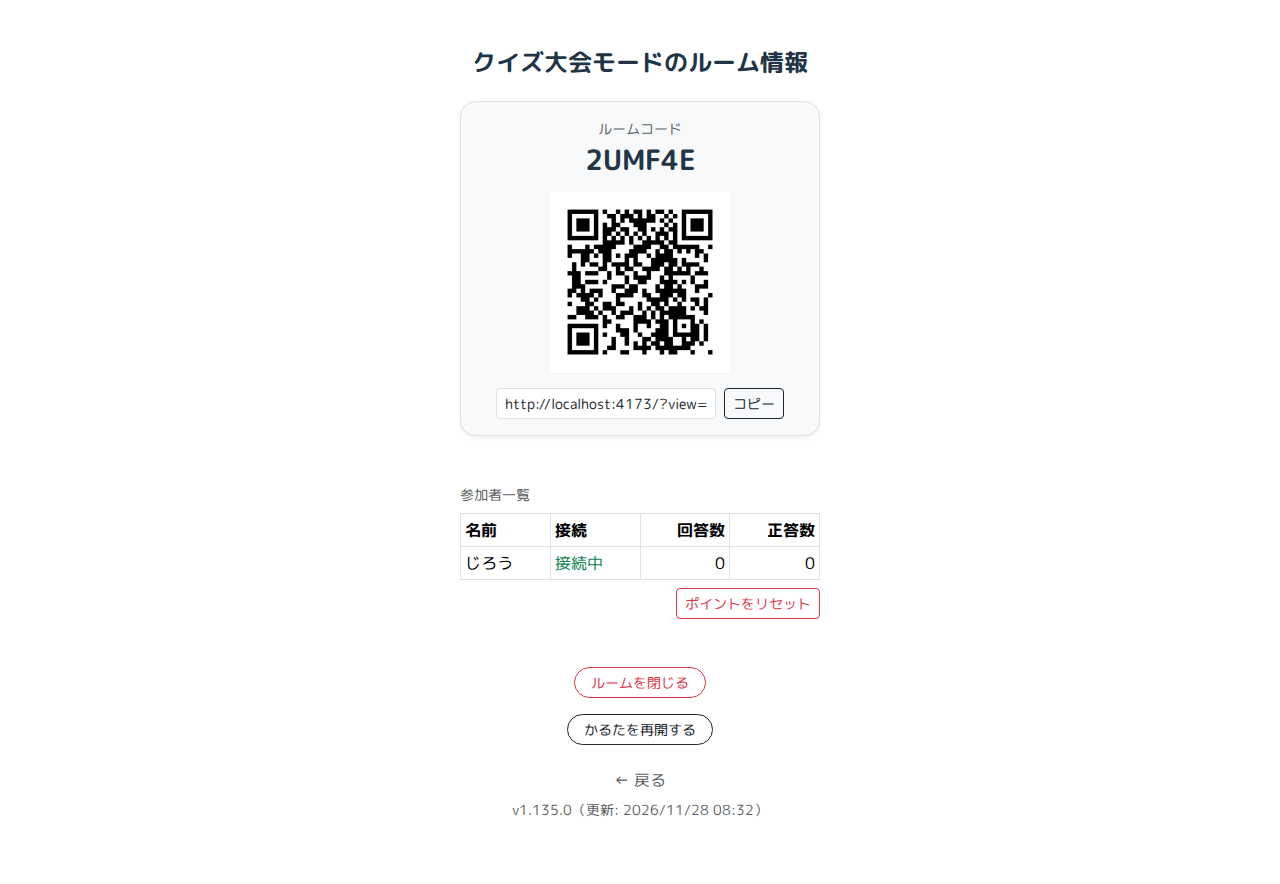 クイズ大会モードのルーム情報
ルームコード
2UMF4E
http://localhost:4173/?view=
コピー
参加者一覧
名前 接続 回答数 正答数
じろう 接続中 0 0
ポイントをリセット
ルームを閉じる
かるたを再開する
← 戻る
v1.135.0（更新: 2026/11/28 08:32）